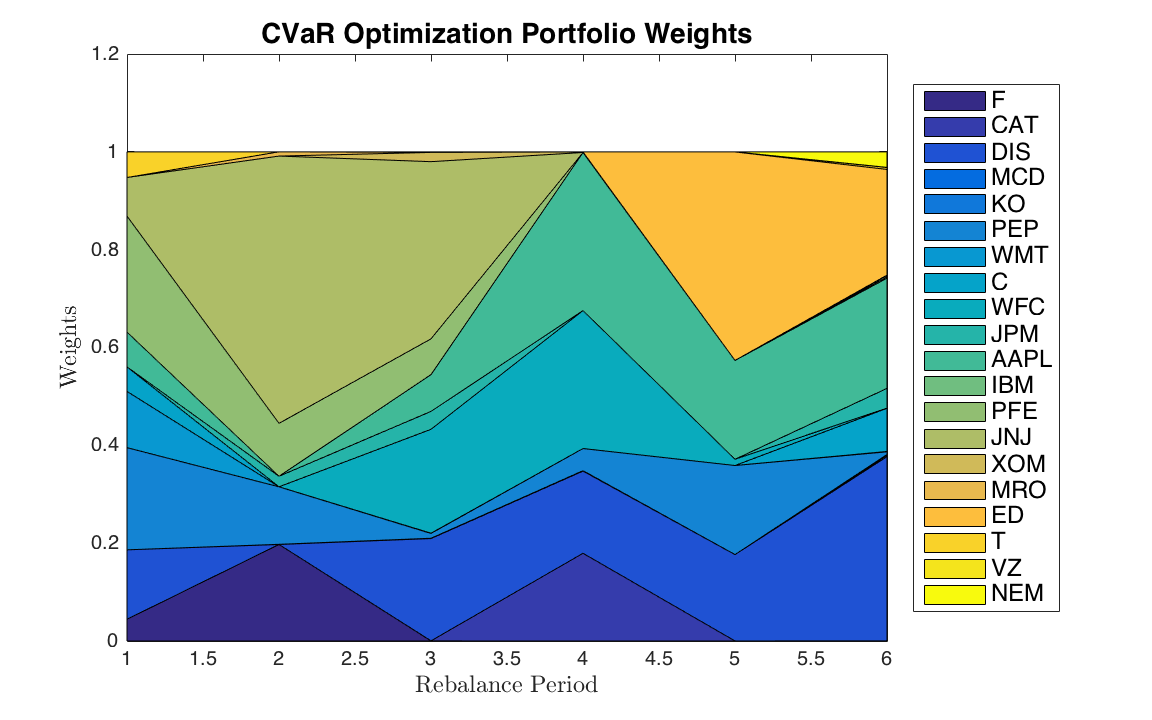 CVaR Optimization Portfolio Weights
1.2
1
0.8
0.6
0.4
0.2
0
Weights
1 1.5 2 2.5 3 3.5 4 4.5 5 5.5 6
Rebalance Period
F
CAT
DIS
MCD
KO
PEP
WMT
C
WFC
JPM
AAPL
IBM
PFE
JNJ
XOM
MRO
ED
T
VZ
NEM